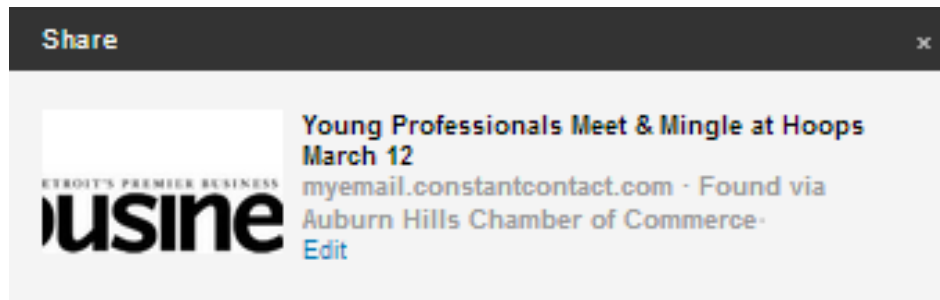 Share ×
ETROIT'S PREMIER BUSINESS
usine
Young Professionals Meet & Mingle at Hoops
March 12
myemail.constantcontact.com · Found via
Auburn Hills Chamber of Commerce·
Edit